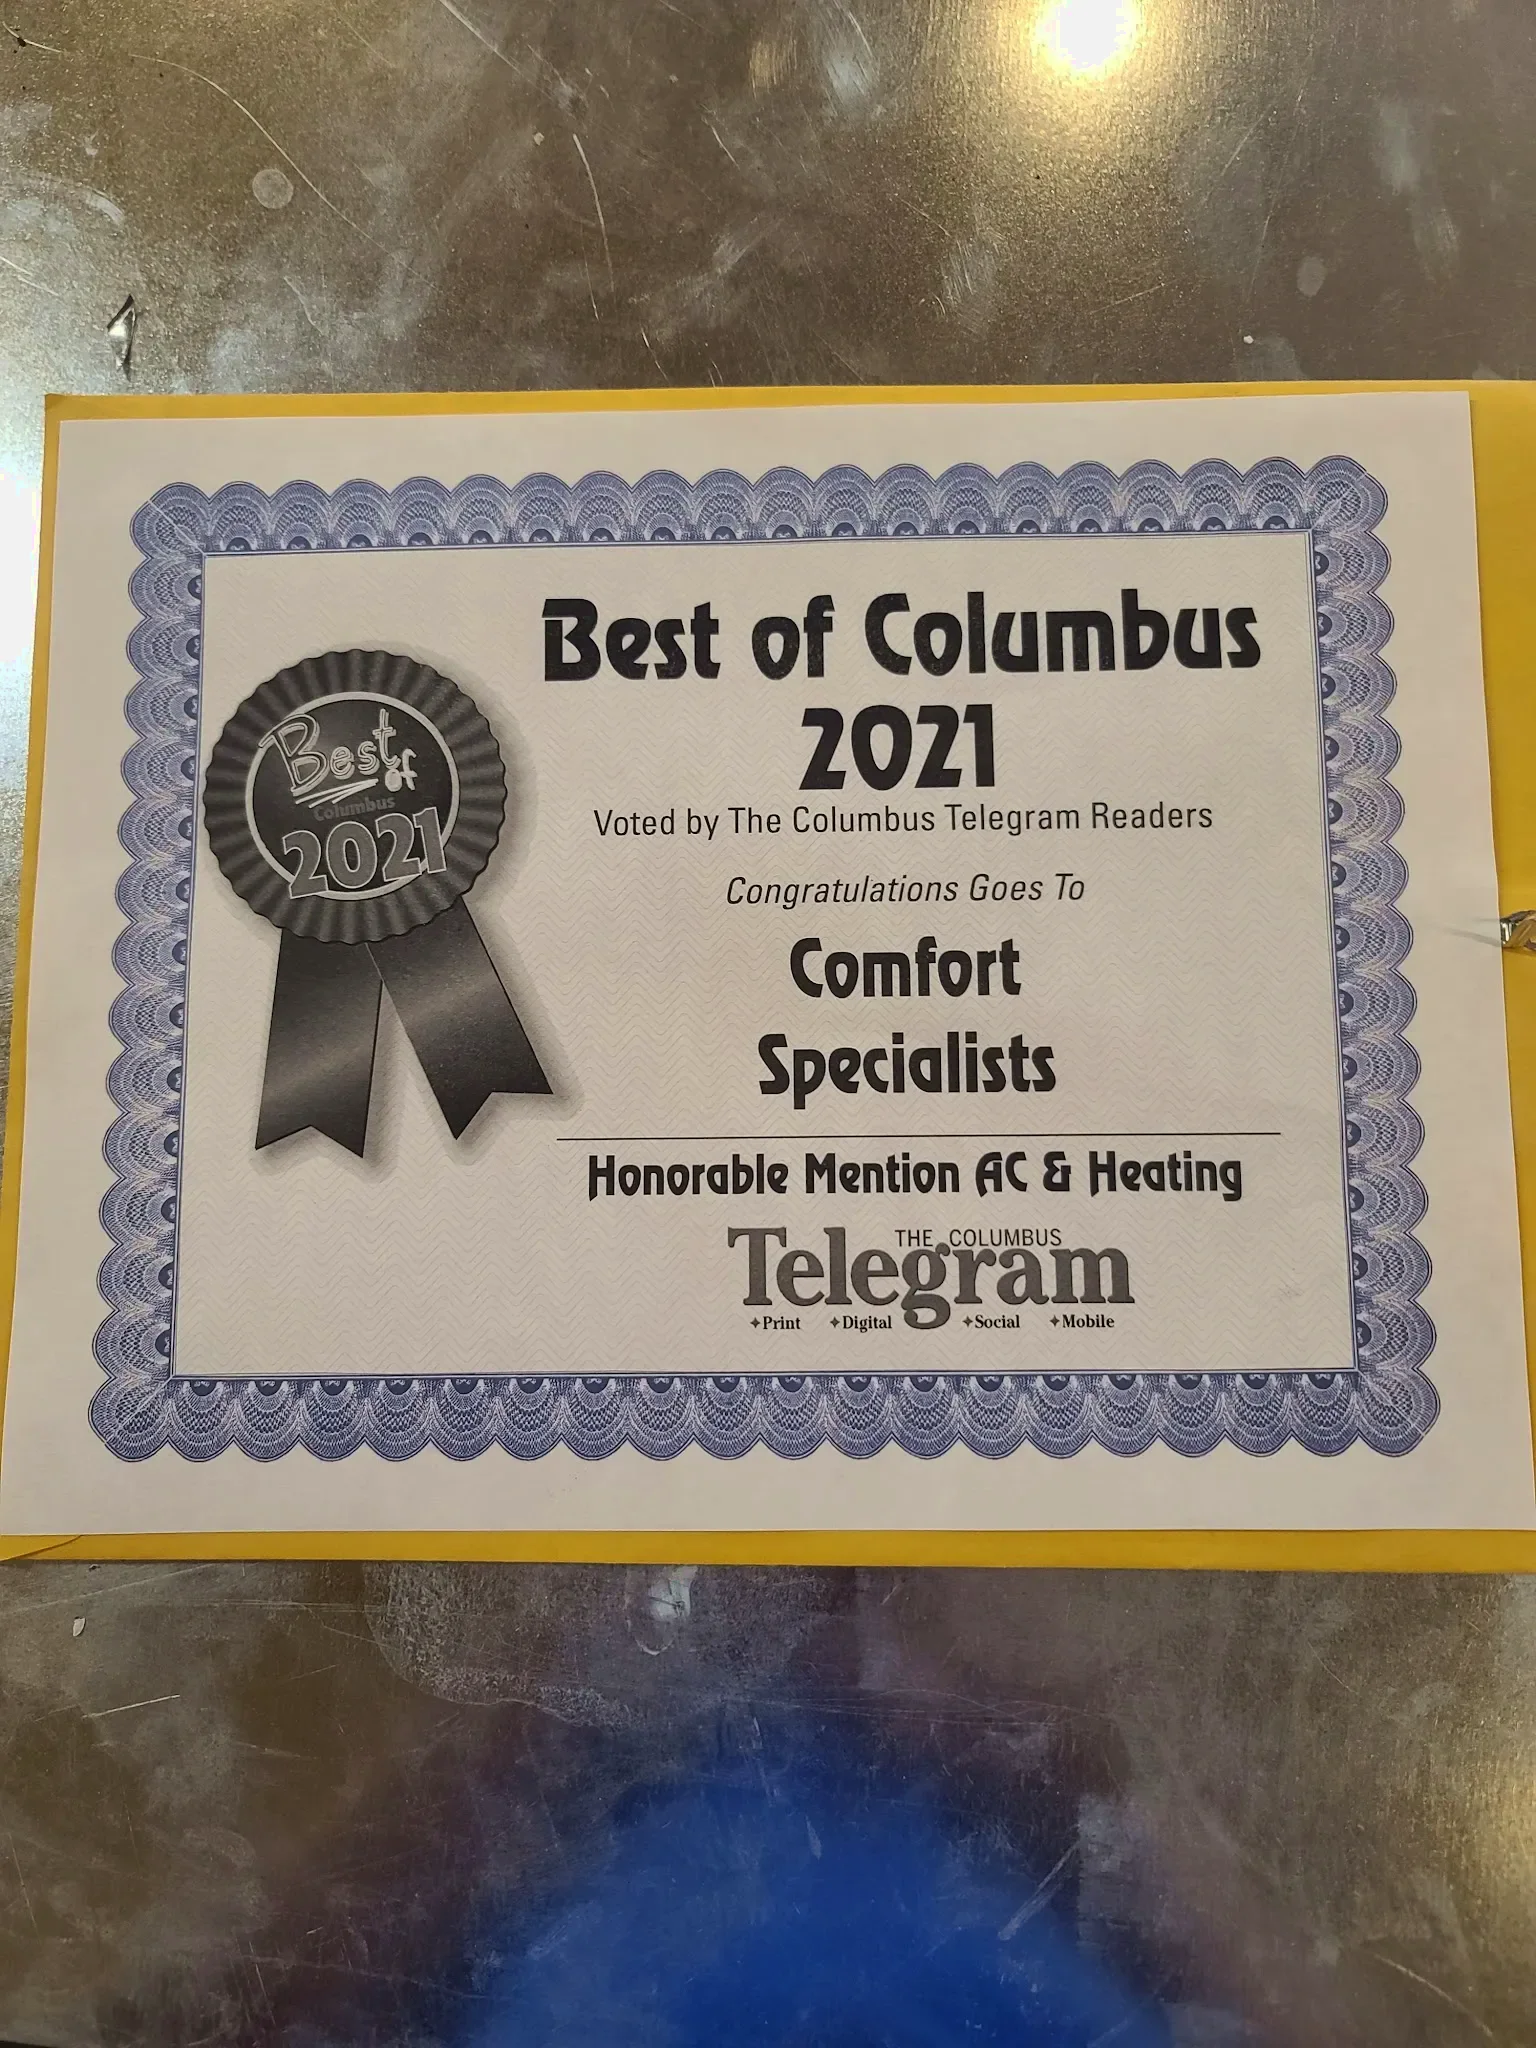 Best of Columbus
2021
Voted by The Columbus Telegram Readers
Congratulations Goes To
Comfort
Specialists
Honorable Mention AC & Heating
THE COLUMBUS
Telegram
✦Print ✦Digital ✦Social ✦Mobile
Best
of
Columbus
2021